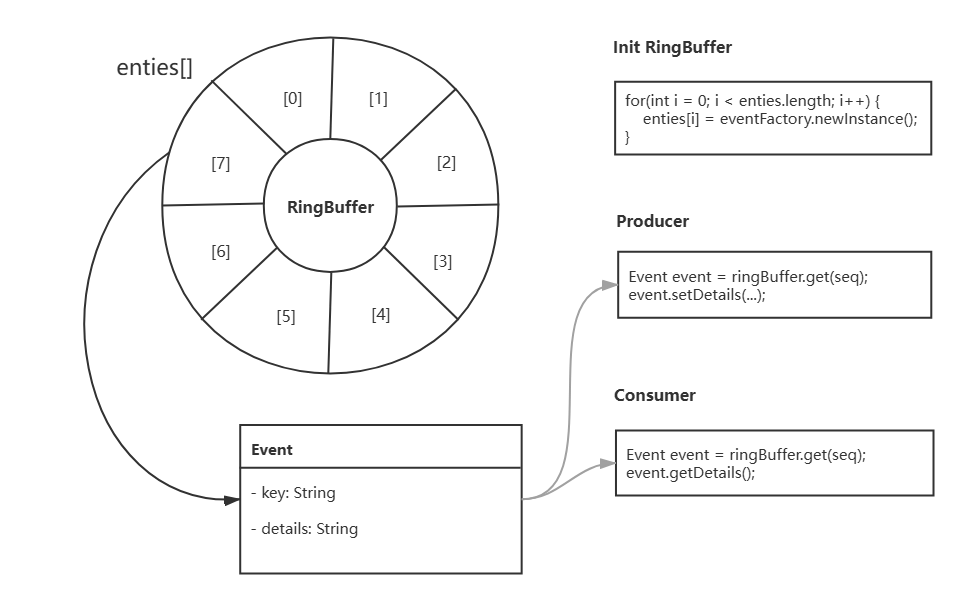 enties[]
[0]
[1]
[2]
[3]
[4]
[5]
[6]
[7]
RingBuffer
Event
- key: String
- details: String
Init RingBuffer
for(int i = 0; i < enties.length; i++) {
enties[i] = eventFactory.newInstance();
}
Producer
Event event = ringBuffer.get(seq);
event.setDetails(...);
Consumer
Event event = ringBuffer.get(seq);
event.getDetails();